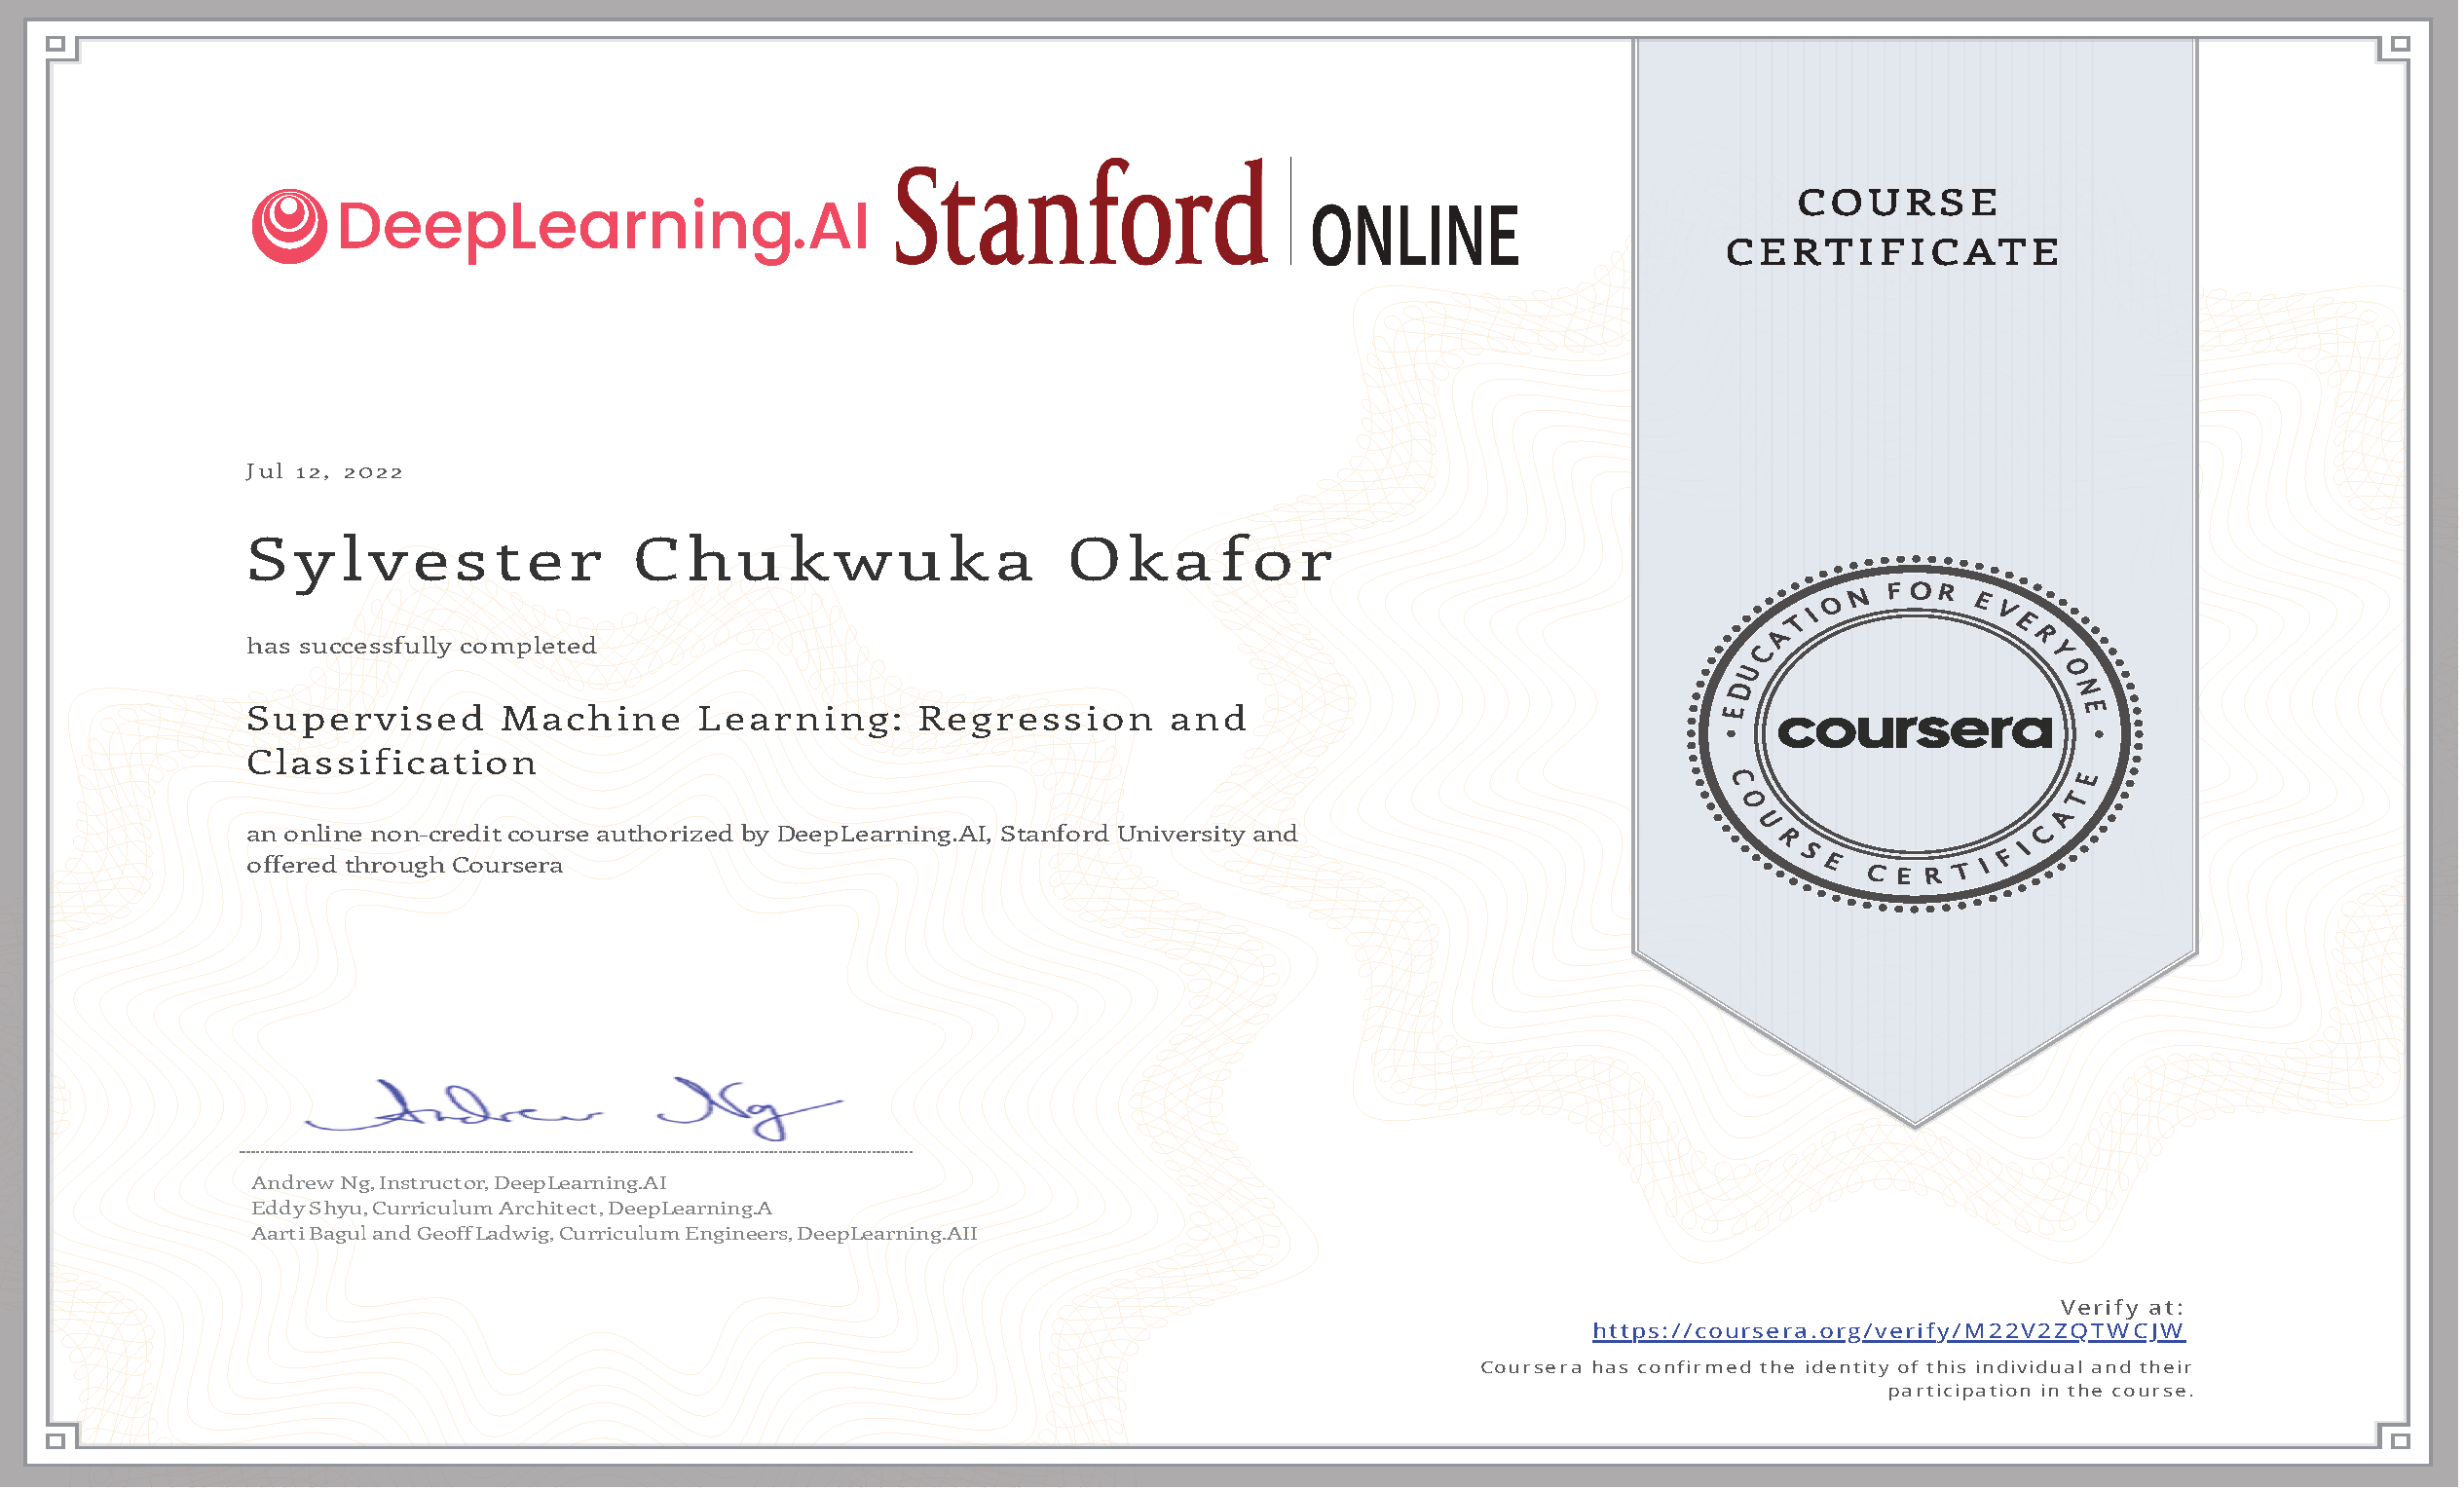 DeepLearning.AI Stanford ONLINE
COURSE
CERTIFICATE
Jul 12, 2022
Sylvester Chukwuka Okafor
has successfully completed
Supervised Machine Learning: Regression and
Classification
an online non-credit course authorized by DeepLearning.AI, Stanford University and
offered through Coursera
EDUCATION FOR EVERYONE
coursera
COURSE CERTIFICATE
Andrew Ng
Andrew Ng, Instructor, DeepLearning.AI
Eddy Shyu, Curriculum Architect, DeepLearning.A
Aarti Bagul and Geoff Ladwig, Curriculum Engineers, DeepLearning.AII
Verify at:
https://coursera.org/verify/M22V2ZQTWCJW
Coursera has confirmed the identity of this individual and their
participation in the course.